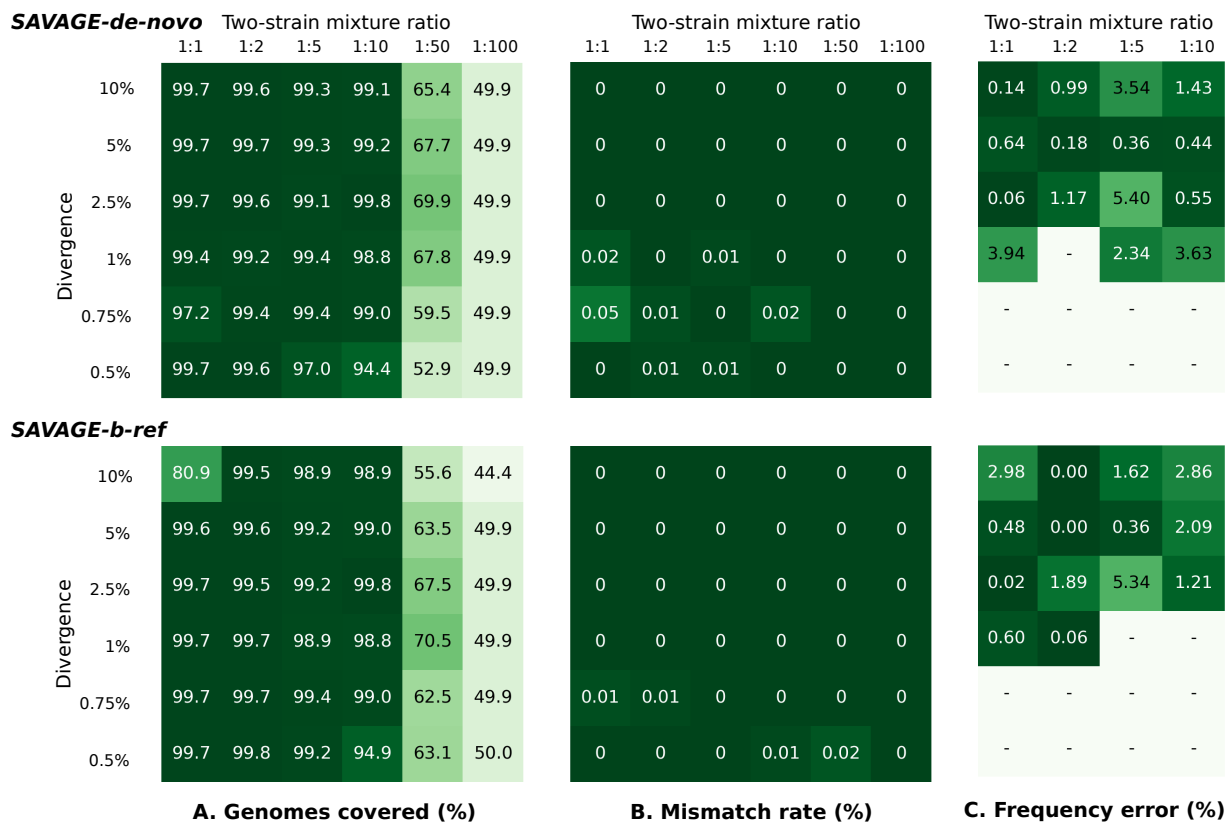 SAVAGE-de-novo Two-strain mixture ratio Two-strain mixture ratio Two-strain mixture ratio
1:1 1:2 1:5 1:10 1:50 1:100 1:1 1:2 1:5 1:10 1:50 1:100 1:1 1:2 1:5 1:10
10% 99.7 99.6 99.3 99.1 65.4 49.9 0 0 0 0 0 0 0.14 0.99 3.54 1.43
5% 99.7 99.7 99.3 99.2 67.7 49.9 0 0 0 0 0 0 0.64 0.18 0.36 0.44
2.5% 99.7 99.6 99.1 99.8 69.9 49.9 0 0 0 0 0 0 0.06 1.17 5.40 0.55
Divergence
1% 99.4 99.2 99.4 98.8 67.8 49.9 0.02 0 0.01 0 0 0 3.94 - 2.34 3.63
0.75% 97.2 99.4 99.4 99.0 59.5 49.9 0.05 0.01 0 0.02 0 0 - - - -
0.5% 99.7 99.6 97.0 94.4 52.9 49.9 0 0.01 0.01 0 0 0 - - - -
SAVAGE-b-ref
10% 80.9 99.5 98.9 98.9 55.6 44.4 0 0 0 0 0 0 2.98 0.00 1.62 2.86
5% 99.6 99.6 99.2 99.0 63.5 49.9 0 0 0 0 0 0 0.48 0.00 0.36 2.09
2.5% 99.7 99.5 99.2 99.8 67.5 49.9 0 0 0 0 0 0 0.02 1.89 5.34 1.21
Divergence
1% 99.7 99.7 98.9 98.8 70.5 49.9 0 0 0 0 0 0 0.60 0.06 - -
0.75% 99.7 99.7 99.4 99.0 62.5 49.9 0.01 0.01 0 0 0 0 - - - -
0.5% 99.7 99.8 99.2 94.9 63.1 50.0 0 0 0 0.01 0.02 0 - - - -
A. Genomes covered (%) B. Mismatch rate (%) C. Frequency error (%)